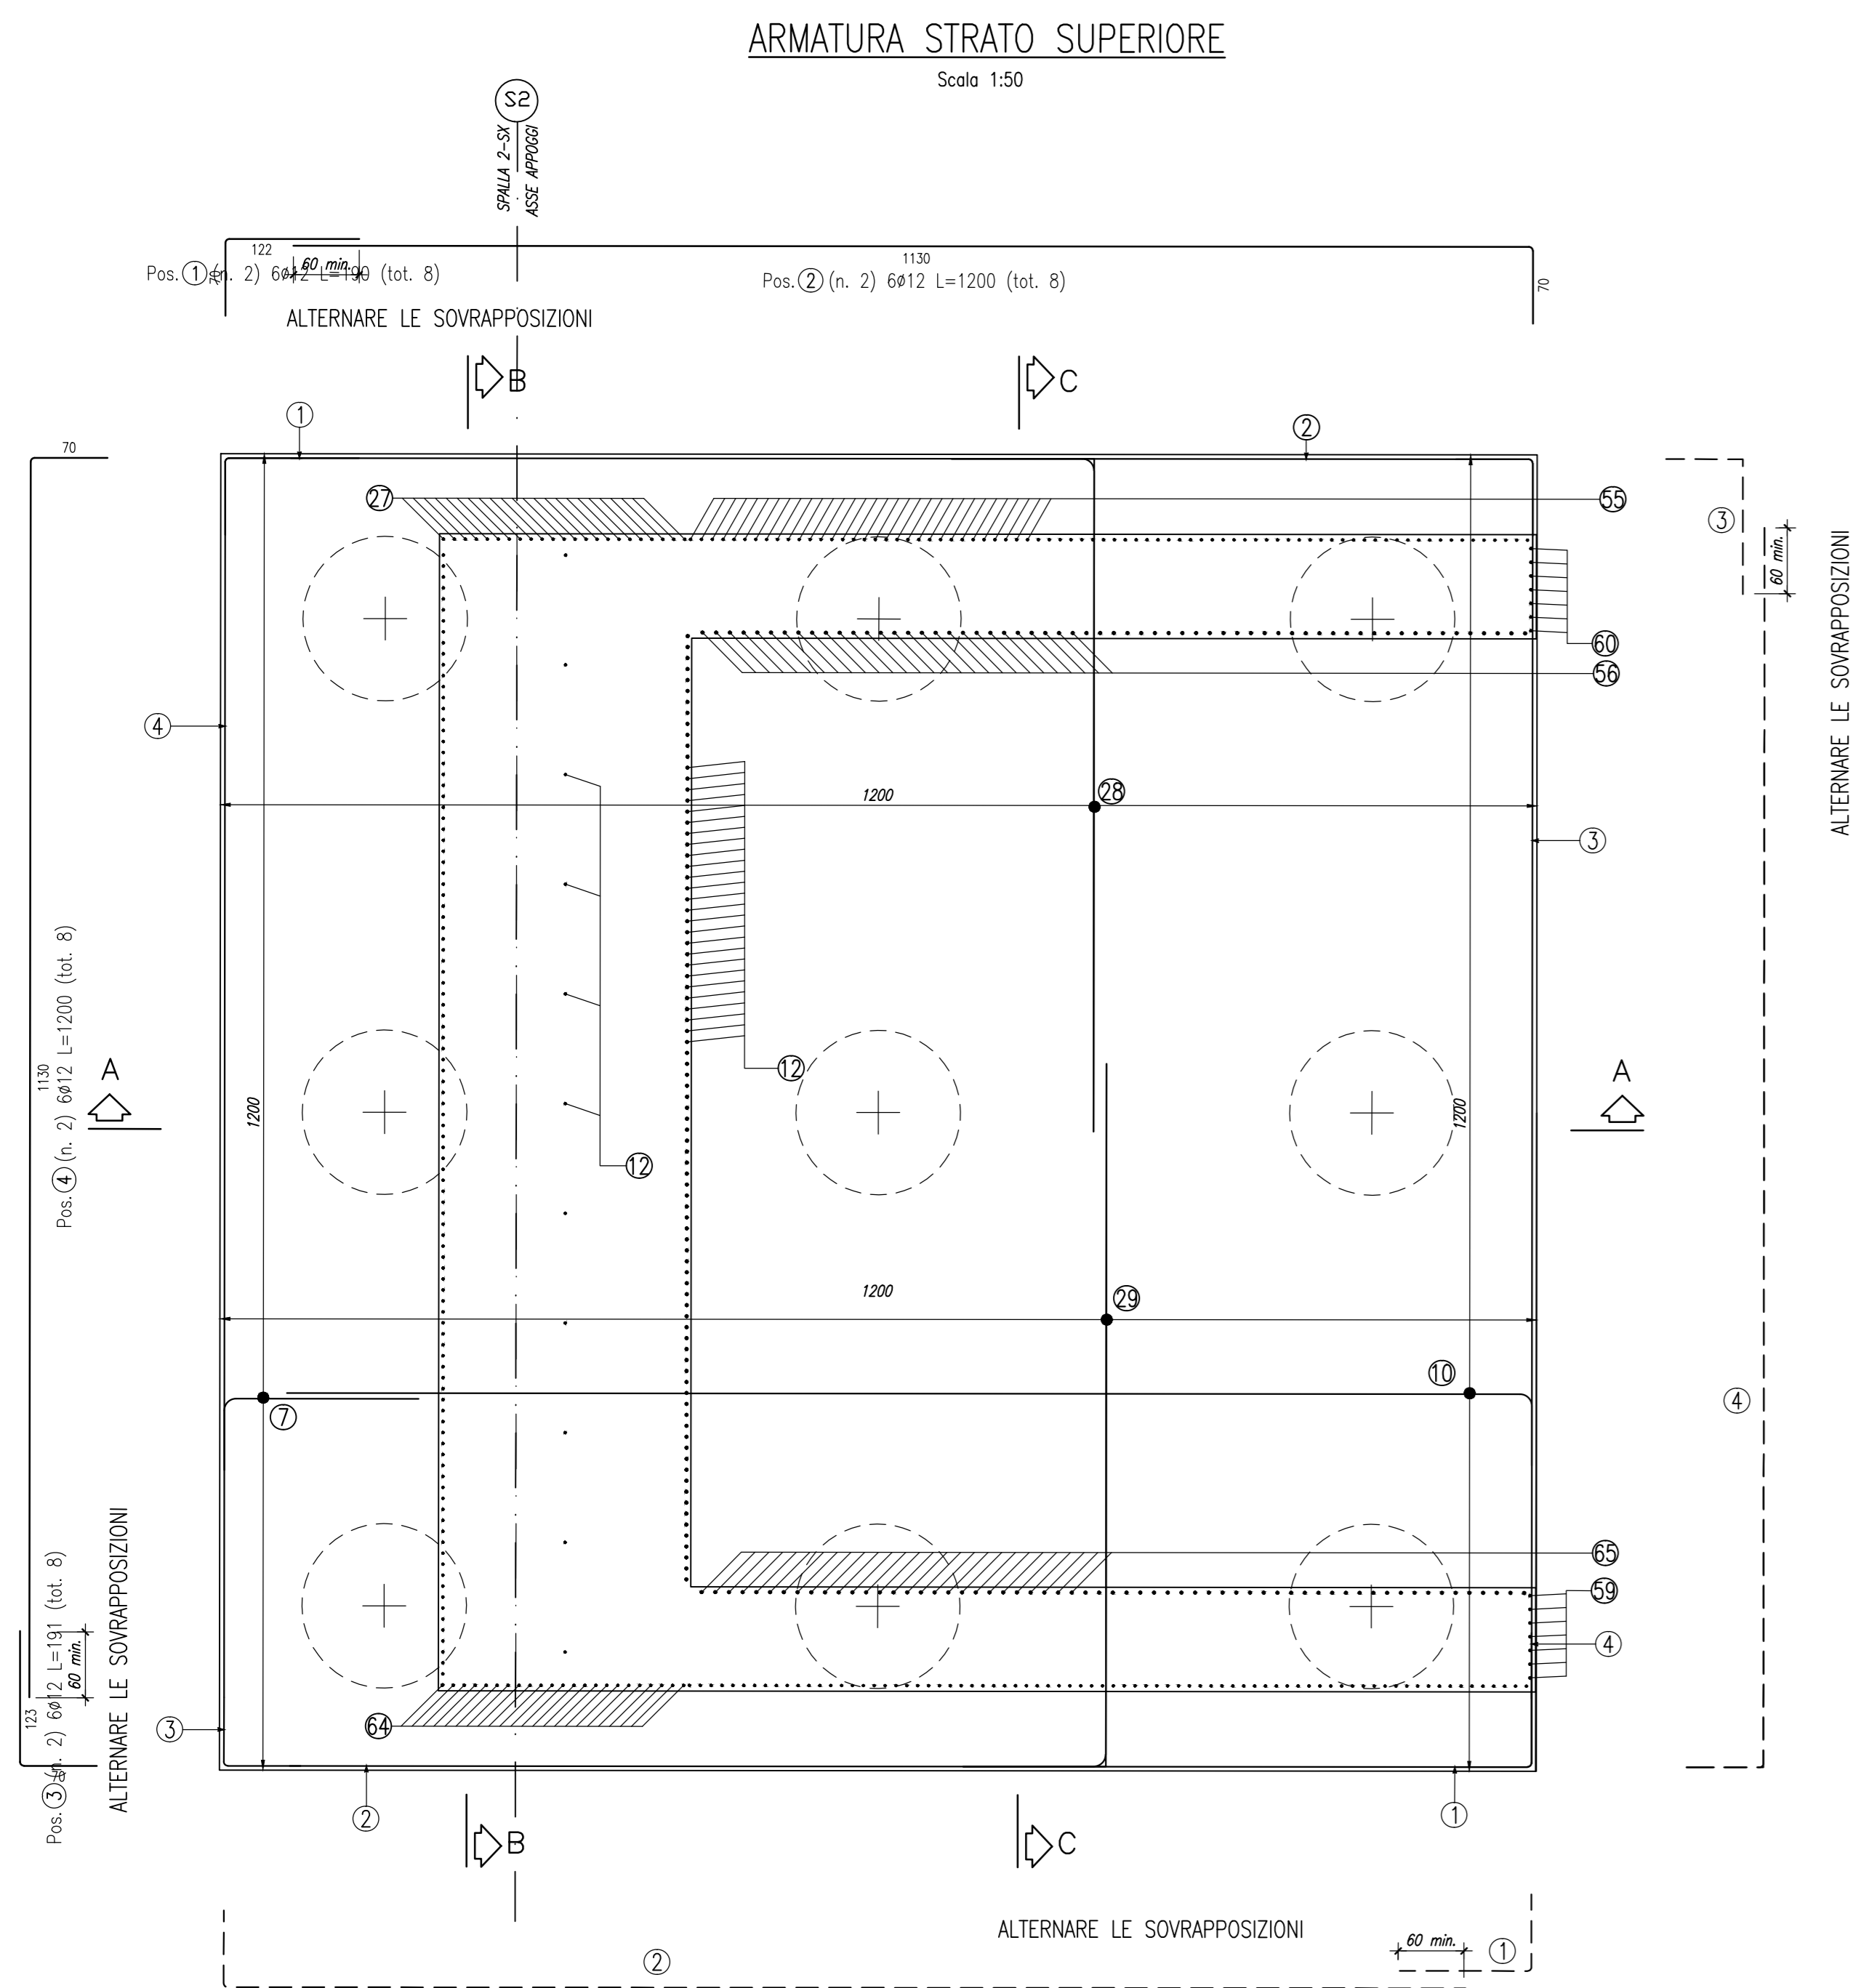 ARMATURA STRATO SUPERIORE
Scala 1:50
S2
SPALLA 2-SX
ASSE APPOGGI
122
60 min.
70
Pos. 1 (n. 2) 6ø12 L=190 (tot. 8)
ALTERNARE LE SOVRAPPOSIZIONI
1130
Pos. 2 (n. 2) 6ø12 L=1200 (tot. 8)
70
B
C
1
2
70
27
55
3
60 min.
ALTERNARE LE SOVRAPPOSIZIONI
60
56
4
1200
28
3
1130
Pos. 4 (n. 2) 6ø12 L=1200 (tot. 8)
A
A
12
12
1200
1200
1200
29
10
7
4
65
59
4
123
70
Pos. 3 (n. 2) 6ø12 L=191 (tot. 8)
60 min.
ALTERNARE LE SOVRAPPOSIZIONI
3
64
2
1
B
C
ALTERNARE LE SOVRAPPOSIZIONI
60 min.
1
2